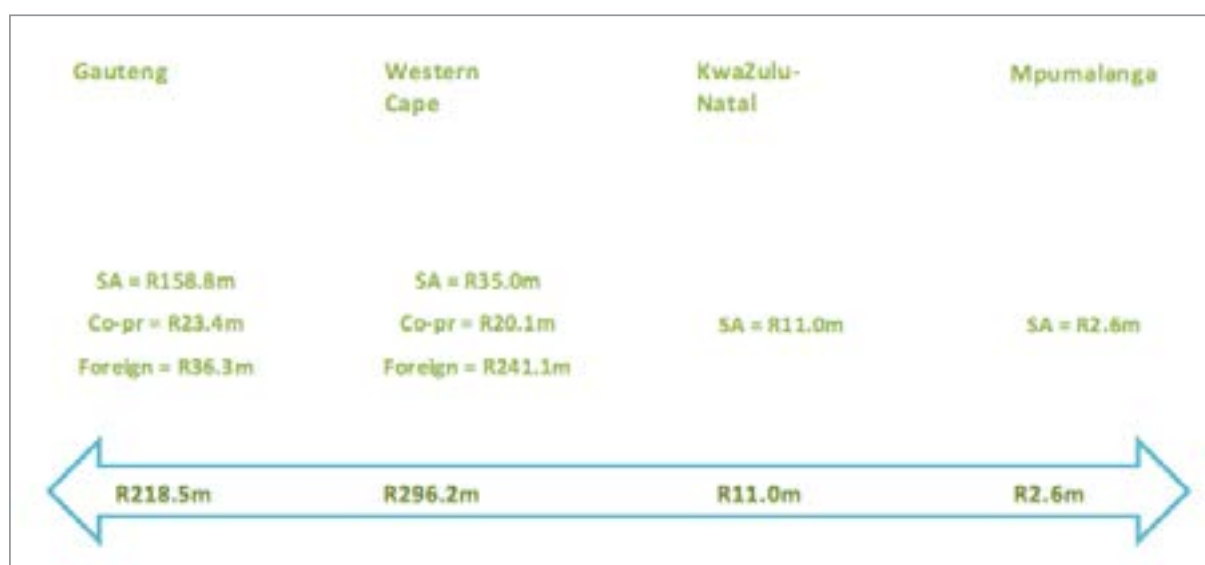 Gauteng
Western
Cape
KwaZulu-
Natal
Mpumalanga
SA = R158.8m
Co-pr = R23.4m
Foreign = R36.3m
SA = R35.0m
Co-pr = R20.1m
Foreign = R241.1m
SA = R11.0m
SA = R2.6m
R218.5m
R296.2m
R11.0m
R2.6m